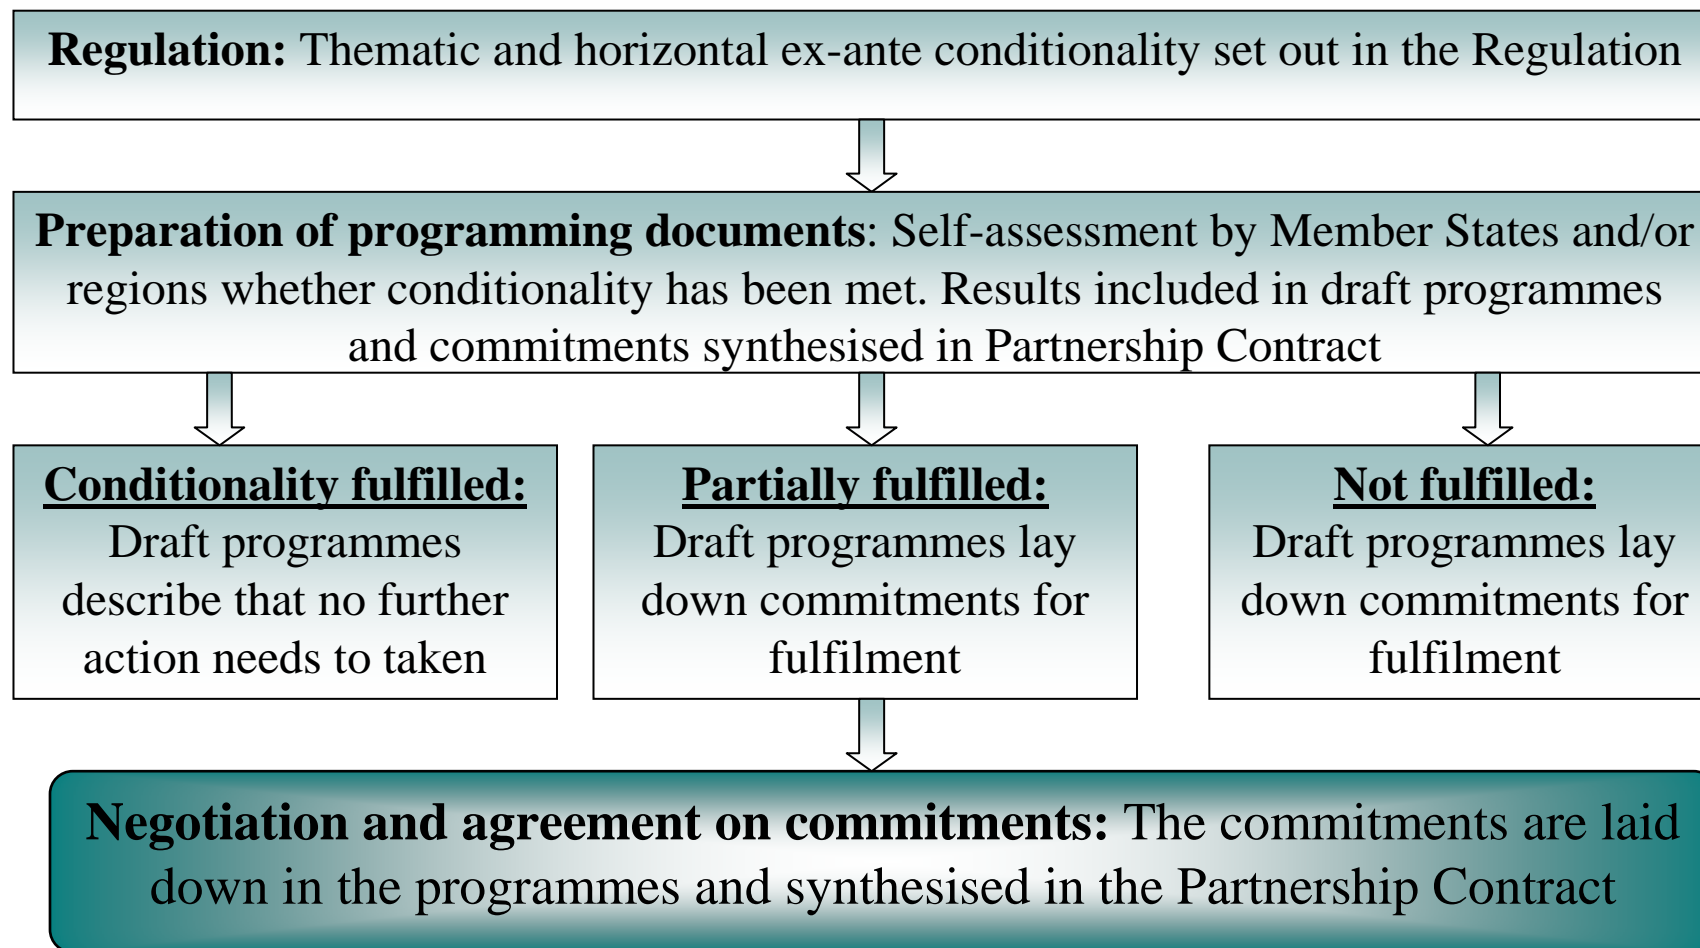 Regulation: Thematic and horizontal ex-ante conditionality set out in the Regulation
Preparation of programming documents: Self-assessment by Member States and/or
regions whether conditionality has been met. Results included in draft programmes
and commitments synthesised in Partnership Contract
Conditionality fulfilled:
Draft programmes
describe that no further
action needs to taken
Partially fulfilled:
Draft programmes lay
down commitments for
fulfilment
Not fulfilled:
Draft programmes lay
down commitments for
fulfilment
Negotiation and agreement on commitments: The commitments are laid
down in the programmes and synthesised in the Partnership Contract